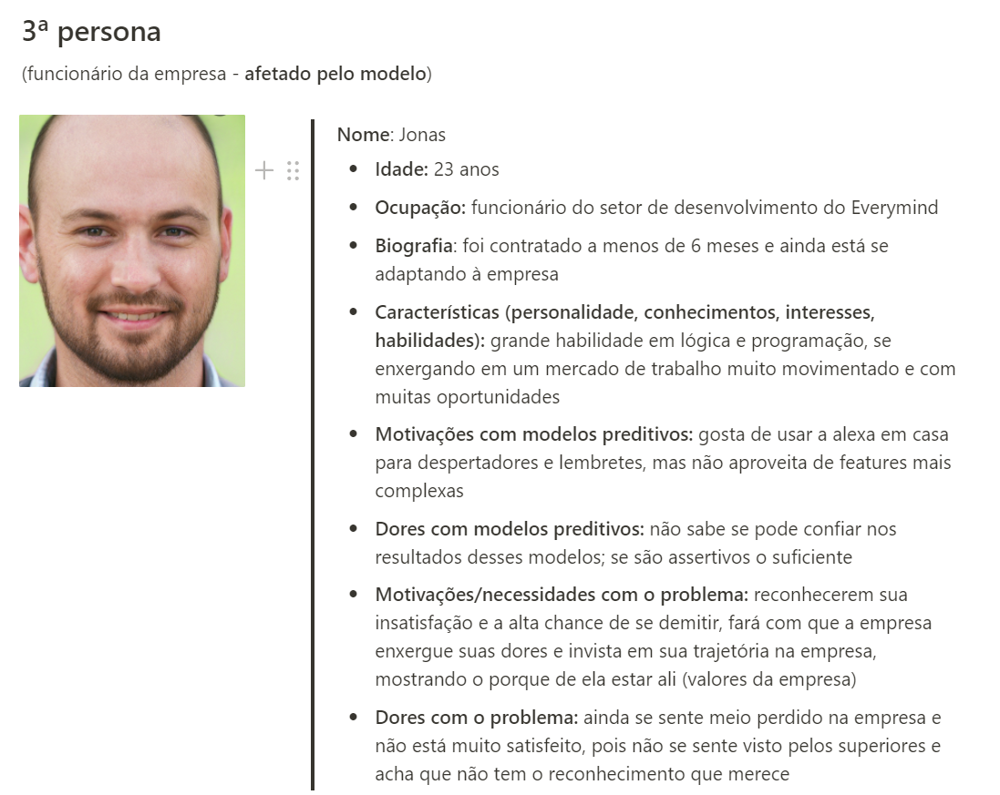 3ª persona
(funcionário da empresa - afetado pelo modelo)
Nome: Jonas
• Idade: 23 anos
• Ocupação: funcionário do setor de desenvolvimento do Everymind
• Biografia: foi contratado a menos de 6 meses e ainda está se
adaptando à empresa
• Características (personalidade, conhecimentos, interesses,
habilidades): grande habilidade em lógica e programação, se
enxergando em um mercado de trabalho muito movimentado e com
muitas oportunidades
• Motivações com modelos preditivos: gosta de usar a alexa em casa
para despertadores e lembretes, mas não aproveita de features mais
complexas
• Dores com modelos preditivos: não sabe se pode confiar nos
resultados desses modelos; se são assertivos o suficiente
• Motivações/necessidades com o problema: reconhecerem sua
insatisfação e a alta chance de se demitir, fará com que a empresa
enxergue suas dores e invista em sua trajetória na empresa,
mostrando o porque de ela estar ali (valores da empresa)
• Dores com o problema: ainda se sente meio perdido na empresa e
não está muito satisfeito, pois não se sente visto pelos superiores e
acha que não tem o reconhecimento que merece